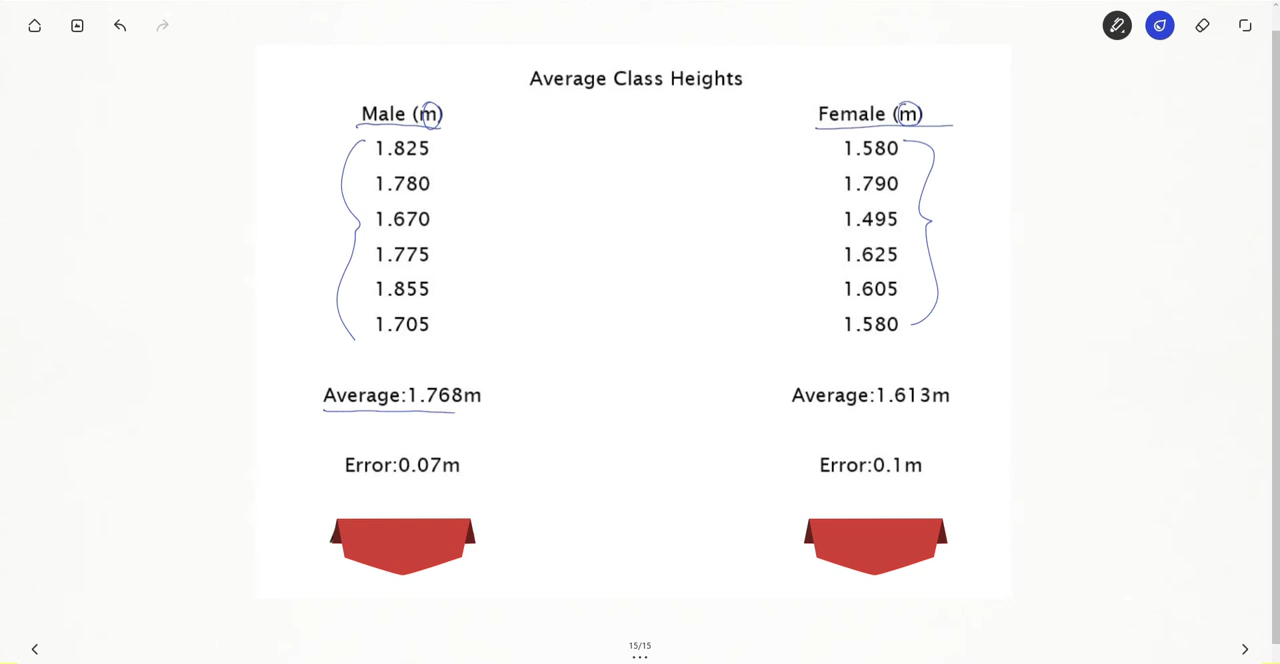 Average Class Heights
Male (m)
1.825
1.780
1.670
1.775
1.855
1.705
Average:1.768m
Error:0.07m
Female (m)
1.580
1.790
1.495
1.625
1.605
1.580
Average:1.613m
Error:0.1m
15/15